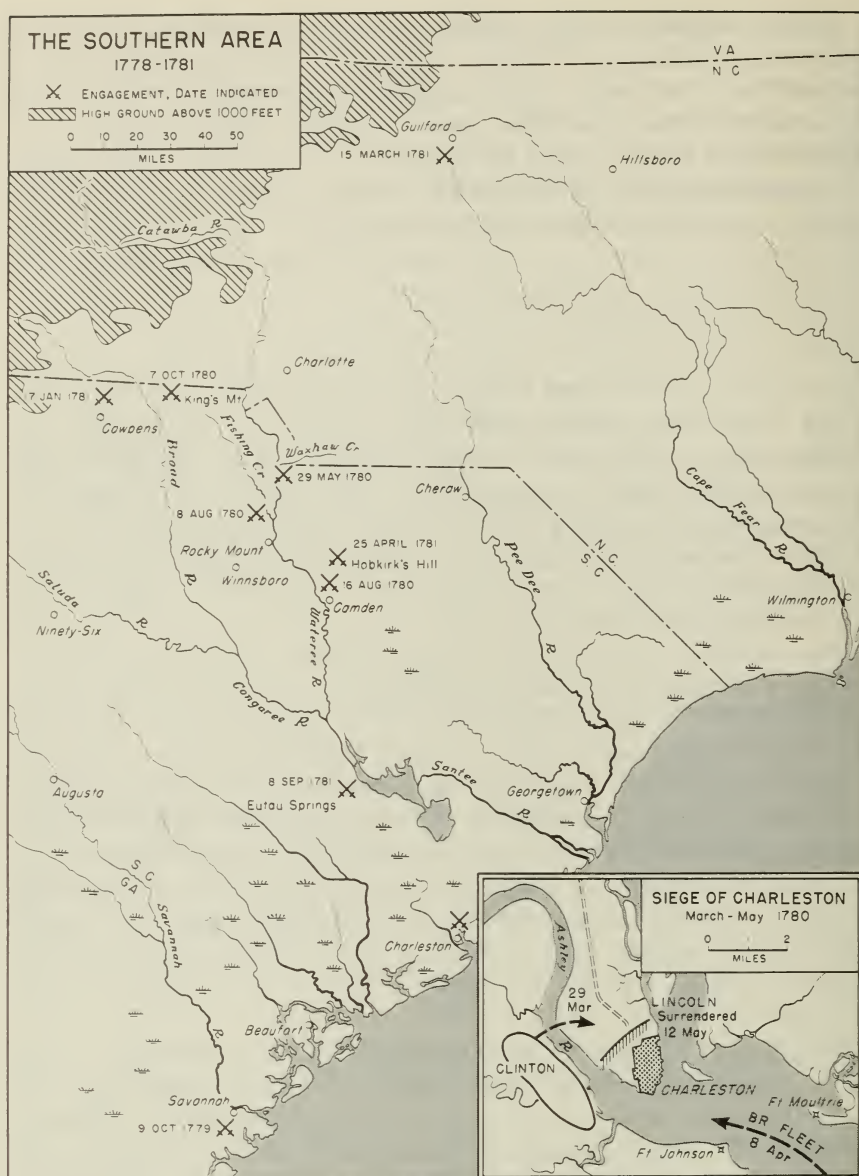 THE SOUTHERN AREA
1778-1781
ENGAGEMENT, DATE INDICATED
HIGH GROUND ABOVE 1000 FEET
0 10 20 30 40 50
MILES
VA
N C
Guilford
15 MARCH 1781
Hillsboro
Catawba R
Charlotte
7 OCT 1780
King's Mt
17 JAN 1781
Cowpens
Broad R
Fishing Cr
Waxhaw Cr
29 MAY 1780
Cheraw
18 AUG 1780
Rocky Mount
Winnsboro
25 APRIL 1781
Hobkirk's Hill
16 AUG 1780
Camden
Wateree R
Pee Dee R
N C
S C
Cape Fear R
Wilmington
Saluda R
Ninety-Six
Congaree R
Augusta
8 SEP 1781
Eutau Springs
Santee R
Georgetown
S C
GA
Savannah R
Charleston
Beaufort
Savannah
9 OCT 1779
SIEGE OF CHARLESTON
March - May 1780
0 2
MILES
Ashley R
29
Mar
LINCOLN
Surrendered
12 May
CLINTON
CHARLESTON
Ft Moultrie
BR FLEET
8 Apr
Ft Johnson